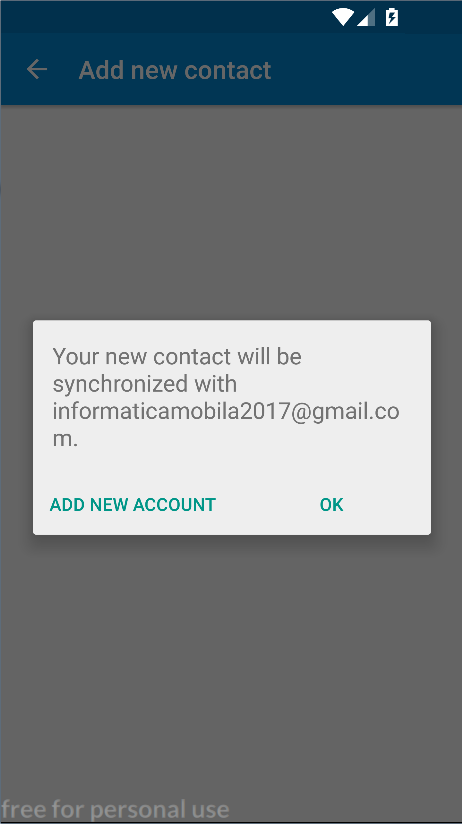 Add new contact
Your new contact will be
synchronized with
informaticamobila2017@gmail.co
m.
ADD NEW ACCOUNT OK
free for personal use